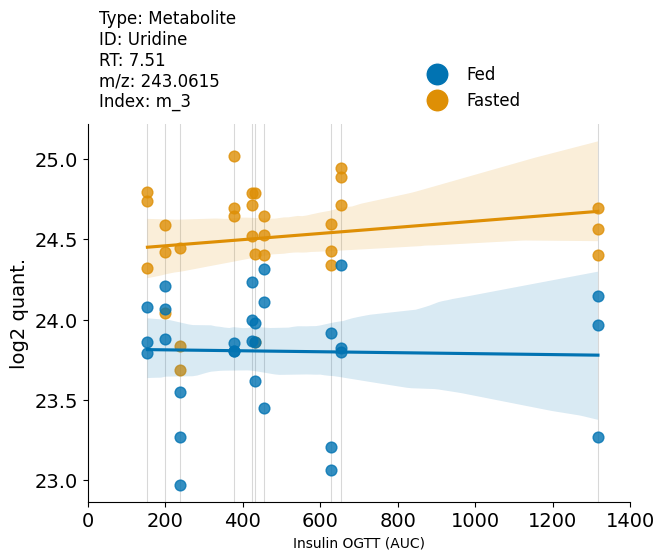 Type: Metabolite
ID: Uridine
RT: 7.51
m/z: 243.0615
Index: m_3
Fed
Fasted
25.0
24.5
24.0
23.5
23.0
log2 quant.
0 200 400 600 800 1000 1200 1400
Insulin OGTT (AUC)